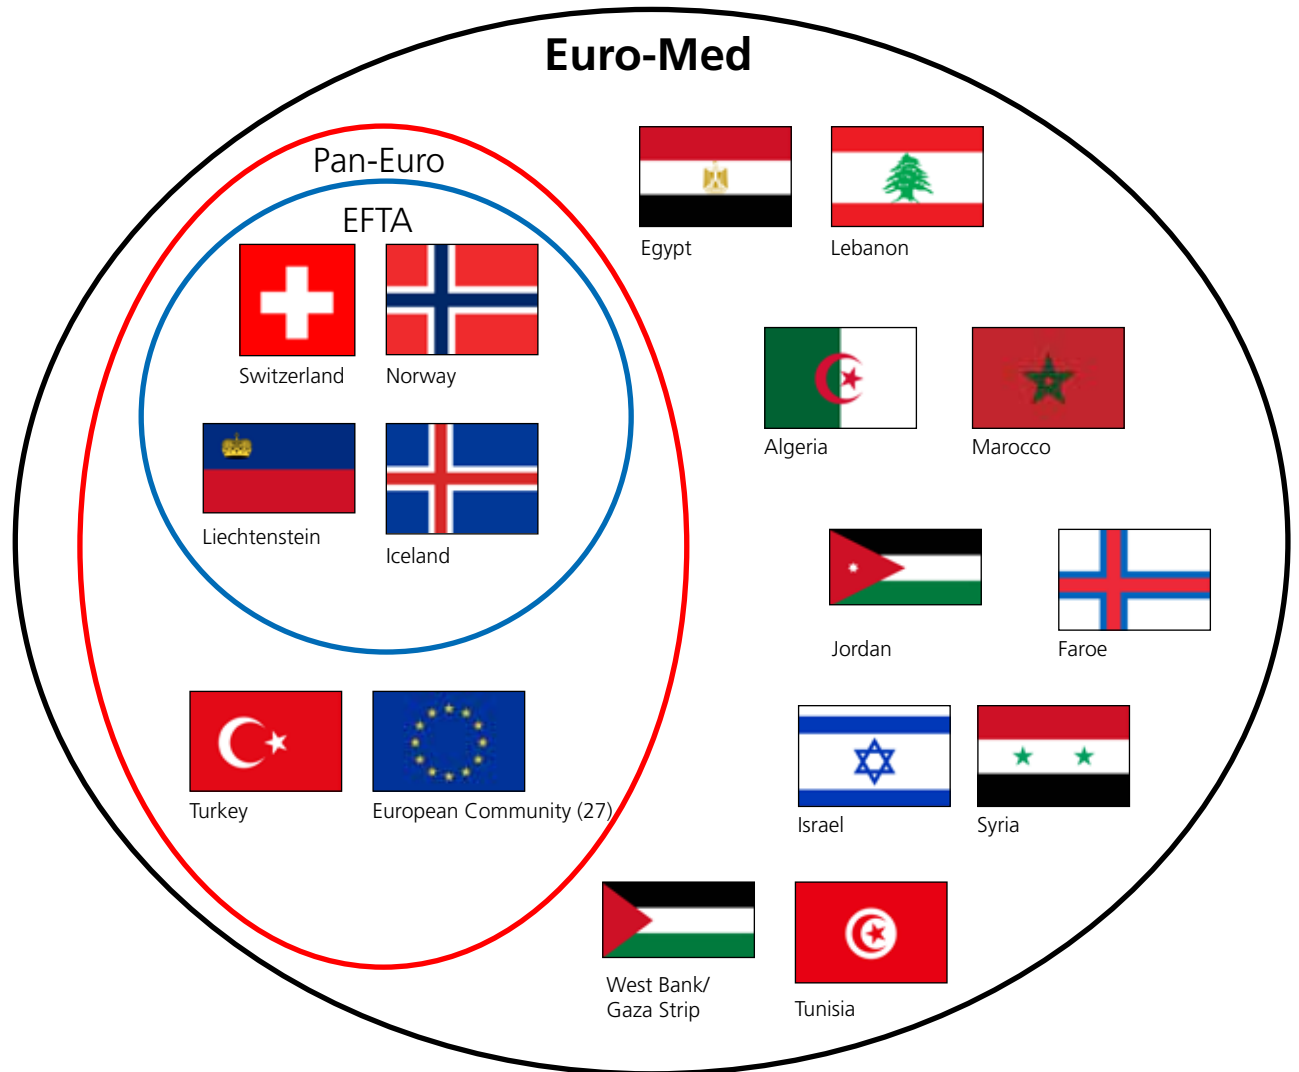 Euro-Med
Pan-Euro
EFTA
Switzerland
Norway
Liechtenstein
Iceland
Turkey
European Community (27)
Egypt
Lebanon
Algeria
Marocco
Jordan
Faroe
Israel
Syria
West Bank/
Gaza Strip
Tunisia